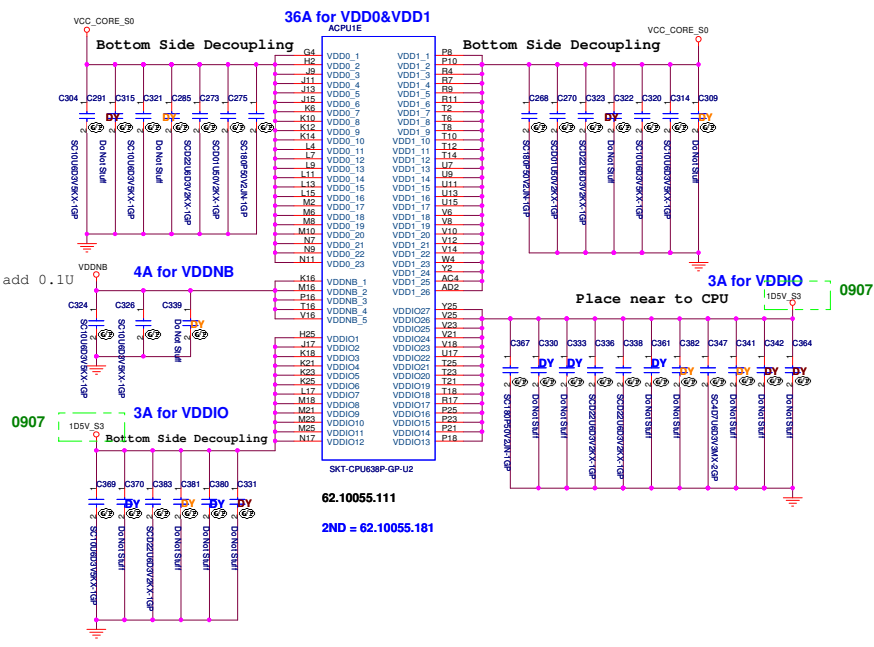 36A for VDD0&VDD1
ACPU1E
VCC_CORE_S0
VCC_CORE_S0
Bottom Side Decoupling
Bottom Side Decoupling
C304 C291 C315 C321 C285 C273 C275
C268 C270 C323 C322 C320 C314 C309
DY DY
DY DY
SC10U6D3V5KX-1GP
Do Not Stuff
SC10U6D3V5KX-1GP
Do Not Stuff
SCD22U6D3V2KX-1GP
SCD01U50V2KX-1GP
SC180P50V2JN-1GP
SC180P50V2JN-1GP
SCD01U50V2KX-1GP
SCD22U6D3V2KX-1GP
Do Not Stuff
SC10U6D3V5KX-1GP
SC10U6D3V5KX-1GP
Do Not Stuff
G4 VDD0_1
H2 VDD0_2
J9 VDD0_3
J11 VDD0_4
J13 VDD0_5
J15 VDD0_6
K6 VDD0_7
K10 VDD0_8
K12 VDD0_9
K14 VDD0_10
L4 VDD0_11
L7 VDD0_12
L9 VDD0_13
L11 VDD0_14
L13 VDD0_15
L15 VDD0_16
M2 VDD0_17
M6 VDD0_18
M8 VDD0_19
M10 VDD0_20
N7 VDD0_21
N9 VDD0_22
N11 VDD0_23
VDD1_1 P8
VDD1_2 P10
VDD1_3 R4
VDD1_4 R7
VDD1_5 R9
VDD1_6 R11
VDD1_7 T2
VDD1_8 T6
VDD1_9 T8
VDD1_10 T10
VDD1_11 T12
VDD1_12 T14
VDD1_13 U7
VDD1_14 U9
VDD1_15 U11
VDD1_16 U13
VDD1_17 U15
VDD1_18 V6
VDD1_19 V8
VDD1_20 V10
VDD1_21 V12
VDD1_22 V14
VDD1_23 W4
VDD1_24 Y2
VDD1_25 AC4
VDD1_26 AD2
add 0.1U
VDDNB
4A for VDDNB
K16 VDDNB_1
M16 VDDNB_2
P16 VDDNB_3
T16 VDDNB_4
V16 VDDNB_5
C324 C326 C339
DY
SC10U6D3V5KX-1GP
SC10U6D3V5KX-1GP
Do Not Stuff
3A for VDDIO
1D5V_S3
0907
Place near to CPU
H25 VDDIO1
J17 VDDIO2
K18 VDDIO3
K21 VDDIO4
K23 VDDIO5
K25 VDDIO6
L17 VDDIO7
M18 VDDIO8
M21 VDDIO9
M23 VDDIO10
M25 VDDIO11
N17 VDDIO12
VDDIO27 Y25
VDDIO26 V25
VDDIO25 V23
VDDIO24 V21
VDDIO23 V18
VDDIO22 U17
VDDIO21 T25
VDDIO20 T23
VDDIO19 T21
VDDIO18 T18
VDDIO17 R17
VDDIO16 P25
VDDIO15 P23
VDDIO14 P21
VDDIO13 P18
C367 C330 C333 C336 C338 C361 C382 C347 C341 C342 C364
DY DY DY DY DY DY DY
SC180P50V2JN-1GP
Do Not Stuff
Do Not Stuff
SCD22U6D3V2KX-1GP
SCD22U6D3V2KX-1GP
Do Not Stuff
Do Not Stuff
SC4D7U6D3V3MX-2GP
Do Not Stuff
Do Not Stuff
Do Not Stuff
3A for VDDIO
0907
1D5V_S3
Bottom Side Decoupling
C369 C370 C383 C381 C380 C331
DY DY DY DY
SC10U6D3V5KX-1GP
Do Not Stuff
SCD22U6D3V2KX-1GP
Do Not Stuff
Do Not Stuff
Do Not Stuff
SKT-CPU638P-GP-U2
62.10055.111
2ND = 62.10055.181